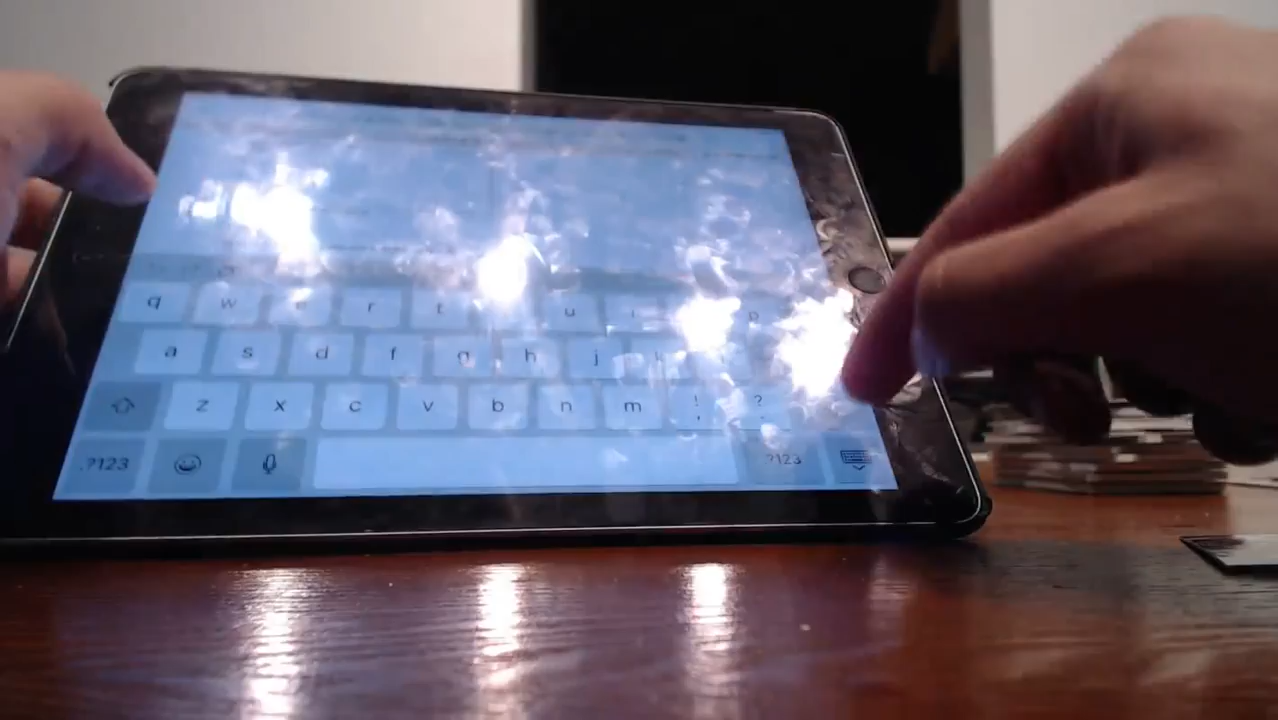 q w e r t u i p
a s d f g h j k
z x c v b n m ! , ? .
.?123 .?123